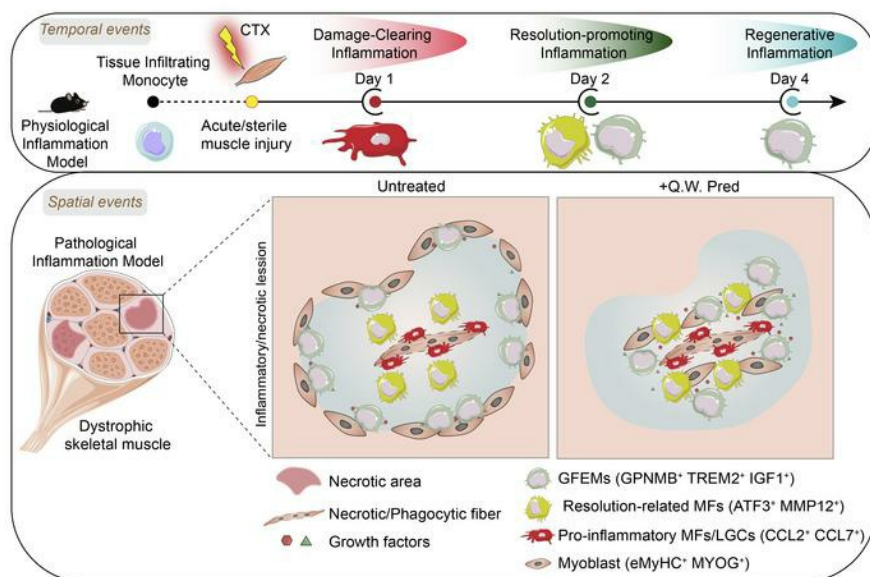 Temporal events
CTX
Damage-Clearing
Inflammation
Resolution-promoting
Inflammation
Regenerative
Inflammation
Tissue Infiltrating
Monocyte
Day 1
Day 2
Day 4
Physiological
Inflammation
Model
Acute/sterile
muscle injury
Spatial events
Untreated
+Q.W. Pred
Pathological
Inflammation Model
Inflammatory/necrotic lession
Dystrophic
skeletal muscle
Necrotic area
Necrotic/Phagocytic fiber
Growth factors
GFEMs (GPNMB⁺ TREM2⁺ IGF1⁺)
Resolution-related MFs (ATF3⁺ MMP12⁺)
Pro-inflammatory MFs/LGCs (CCL2⁺ CCL7⁺)
Myoblast (eMyHC⁺ MYOG⁺)